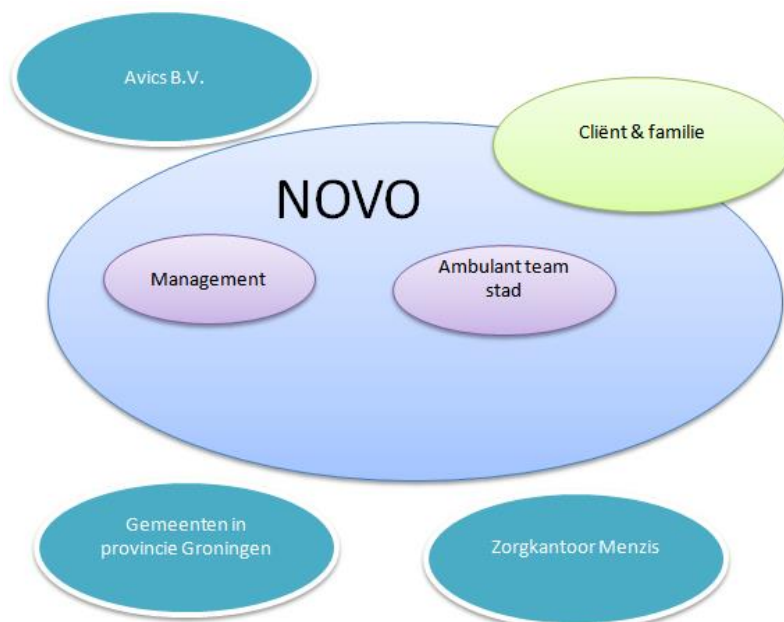 Avics B.V.
Cliënt & familie
NOVO
Management
Ambulant team
stad
Gemeenten in
provincie Groningen
Zorgkantoor Menzis